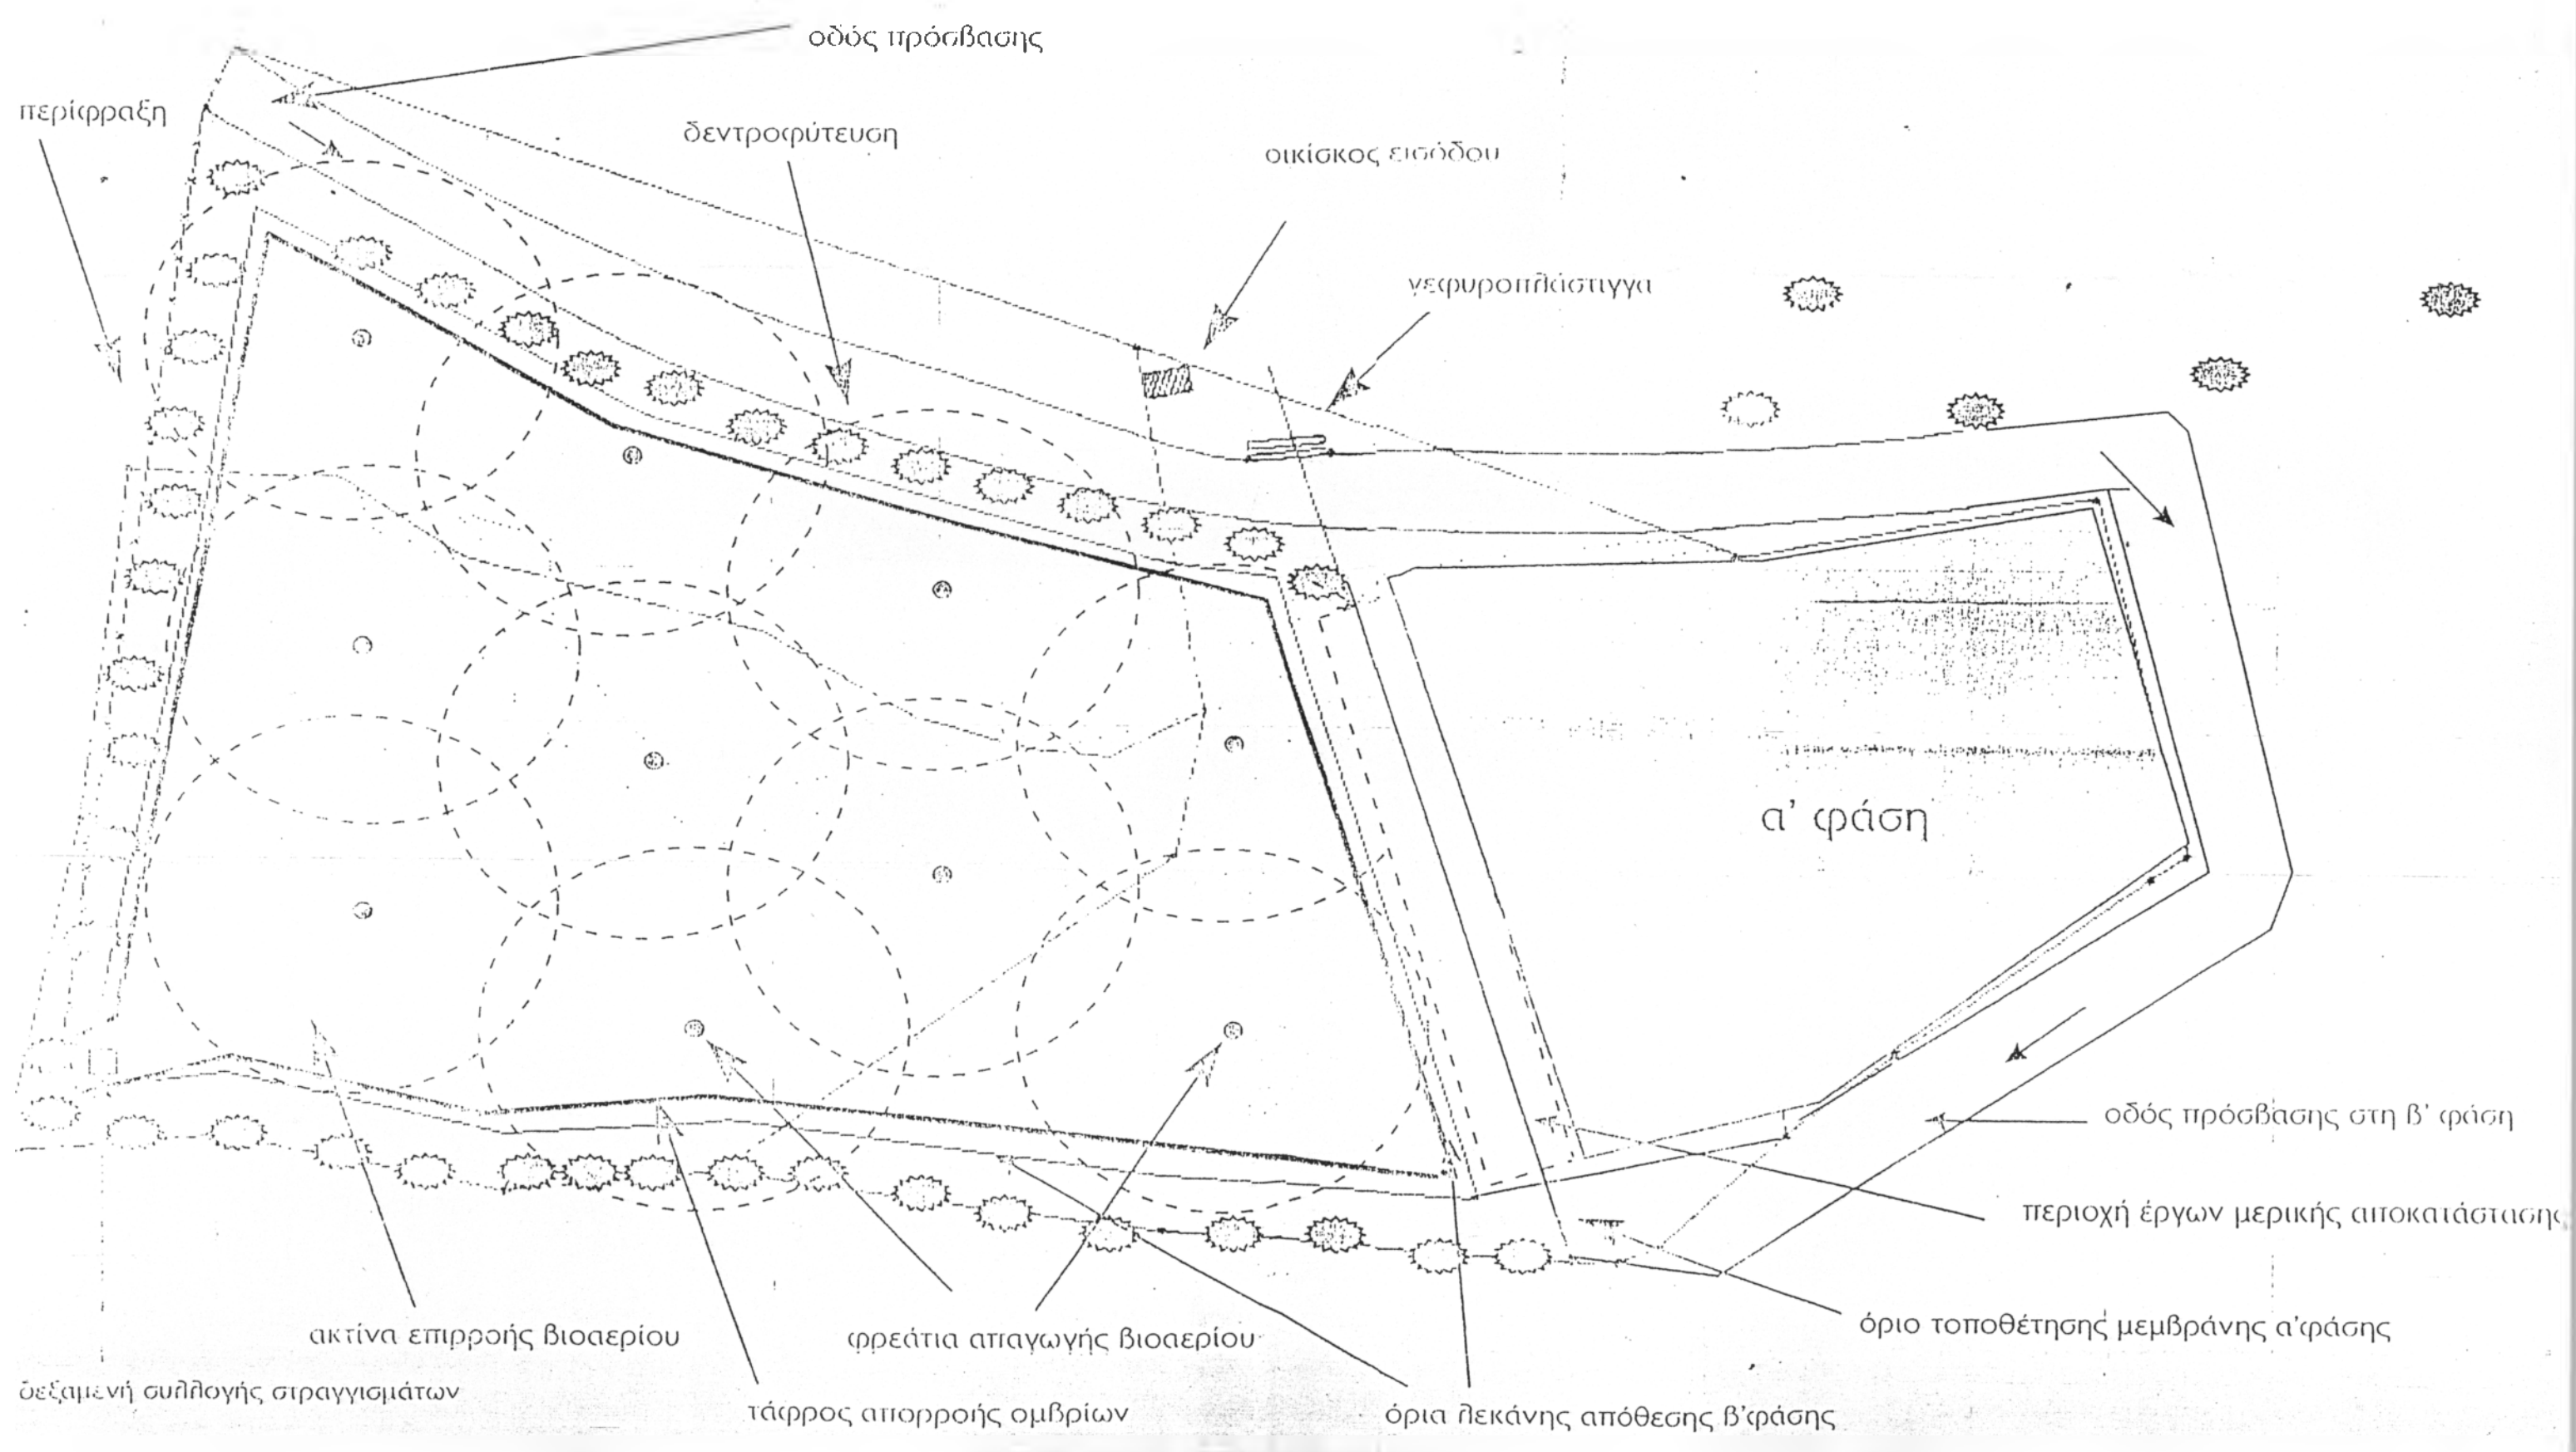 οδός πρόσβασης
περίφραξη
δεντροφύτευση
οικίσκος εισόδου
γεφυροπλάστιγγα
α' φάση
οδός πρόσβασης στη β' φάση
περιοχή έργων μερικής αποκατάστασης
όριο τοποθέτησης μεμβράνης α'φάσης
ακτίνα επιρροής βιοαερίου
φρεάτια απαγωγής βιοαερίου
δεξαμενή συλλογής στραγγισμάτων
τάφρος απορροής ομβρίων
όρια λεκάνης απόθεσης β'φάσης